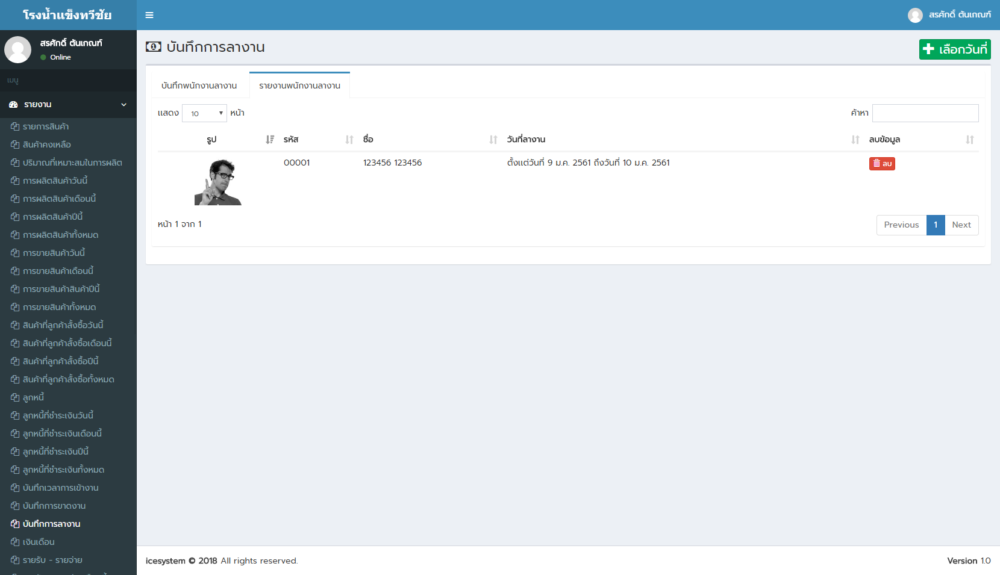 โรงน้ำแข็งทวีชัย
สรศักดิ์ ต้นเกณฑ์
สรศักดิ์ ต้นเกณฑ์
Online
เมนู
รายงาน
รายการสินค้า
สินค้าคงเหลือ
ปริมาณที่เหมาะสมในการผลิต
การผลิตสินค้าวันนี้
การผลิตสินค้าเดือนนี้
การผลิตสินค้าปีนี้
การผลิตสินค้าทั้งหมด
การขายสินค้าวันนี้
การขายสินค้าเดือนนี้
การขายสินค้าสินค้าปีนี้
การขายสินค้าทั้งหมด
สินค้าที่ลูกค้าสั้งซื้อวันนี้
สินค้าที่ลูกค้าสั้งซื้อเดือนนี้
สินค้าที่ลูกค้าสั้งซื้อปีนี้
สินค้าที่ลูกค้าสั้งซื้อทั้งหมด
ลูกหนี้
ลูกหนี้ที่ชำระเงินวันนี้
ลูกหนี้ที่ชำระเงินเดือนนี้
ลูกหนี้ที่ชำระเงินปีนี้
ลูกหนี้ที่ชำระเงินทั้งหมด
บันทึกเวลาการเข้างาน
บันทึกการขาดงาน
บันทึกการลางาน
เงินเดือน
รายรับ - รายจ่าย
บันทึกการลางาน
เลือกวันที่
บันทึกพนักงานลางาน รายงานพนักงานลางาน
แสดง 10 หน้า ค้าหา
รูป รหัส ชื่อ วันที่ลางาน ลบข้อมูล
00001 123456 123456 ตั้งแต่วันที่ 9 ม.ค. 2561 ถึงวันที่ 10 ม.ค. 2561 ลบ
หน้า 1 จาก 1 Previous 1 Next
icesystem © 2018 All rights reserved. Version 1.0